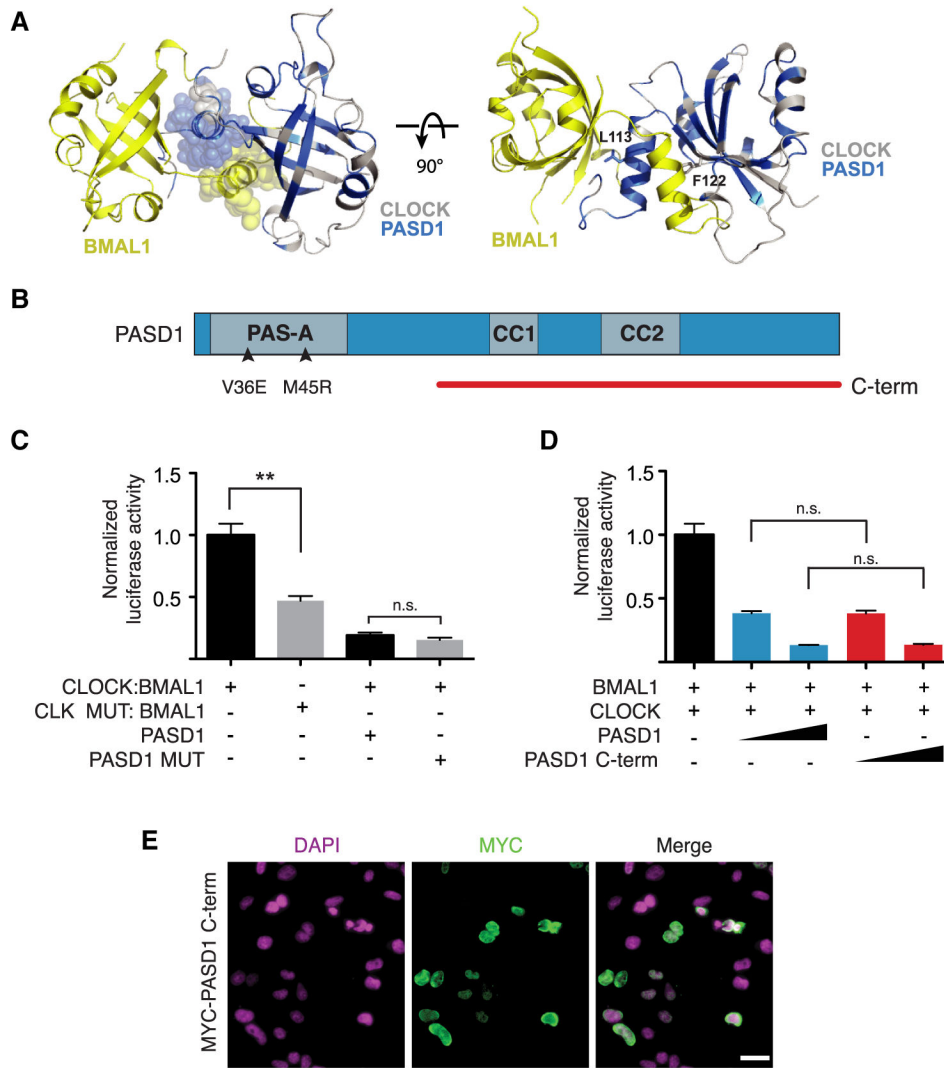 A
BMAL1
CLOCK
PASD1
90°
L113
F122
BMAL1
CLOCK
PASD1
B
PASD1
PAS-A
CC1
CC2
V36E
M45R
C-term
C
Normalized
luciferase activity
1.5
1.0
0.5
**
n.s.
CLOCK:BMAL1 + - + +
CLK MUT: BMAL1 - + - -
PASD1 - - + -
PASD1 MUT - - - +
D
Normalized
luciferase activity
1.5
1.0
0.5
n.s.
n.s.
BMAL1 + + + + +
CLOCK + + + + +
PASD1 - - -
PASD1 C-term - - -
E
DAPI
MYC
Merge
MYC-PASD1 C-term